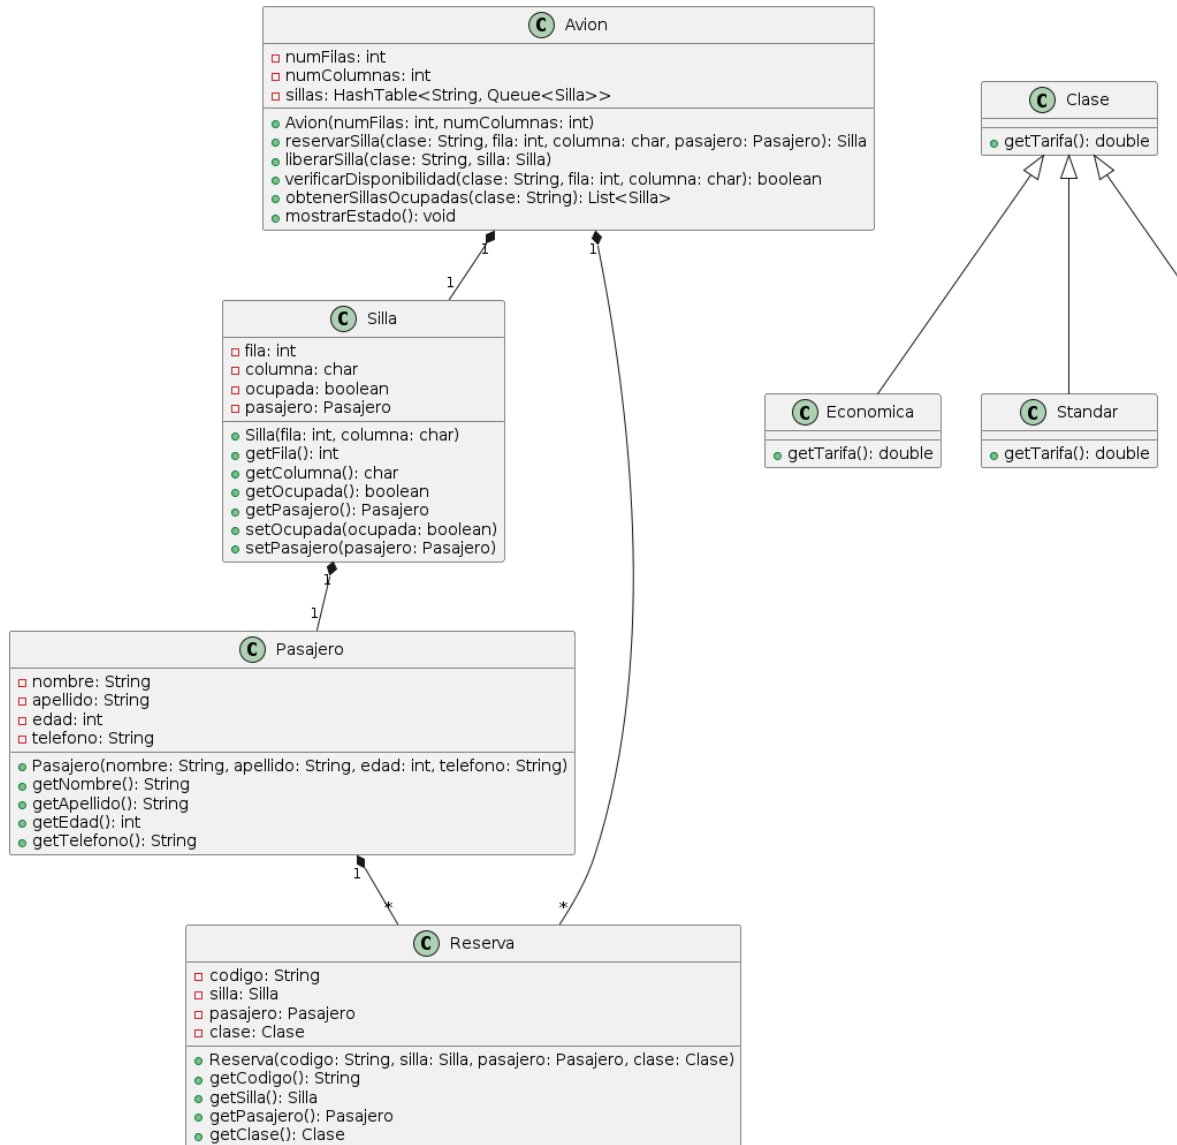 Avion
numFilas: int
numColumnas: int
sillas: HashTable<String, Queue<Silla>>
Avion(numFilas: int, numColumnas: int)
reservarSilla(clase: String, fila: int, columna: char, pasajero: Pasajero): Silla
liberarSilla(clase: String, silla: Silla)
verificarDisponibilidad(clase: String, fila: int, columna: char): boolean
obtenerSillasOcupadas(clase: String): List<Silla>
mostrarEstado(): void
Clase
getTarifa(): double
1
1
1
Silla
fila: int
columna: char
ocupada: boolean
pasajero: Pasajero
Silla(fila: int, columna: char)
getFila(): int
getColumna(): char
getOcupada(): boolean
getPasajero(): Pasajero
setOcupada(ocupada: boolean)
setPasajero(pasajero: Pasajero)
Economica
getTarifa(): double
Standar
getTarifa(): double
1
1
Pasajero
nombre: String
apellido: String
edad: int
telefono: String
Pasajero(nombre: String, apellido: String, edad: int, telefono: String)
getNombre(): String
getApellido(): String
getEdad(): int
getTelefono(): String
1
*
*
Reserva
codigo: String
silla: Silla
pasajero: Pasajero
clase: Clase
Reserva(codigo: String, silla: Silla, pasajero: Pasajero, clase: Clase)
getCodigo(): String
getSilla(): Silla
getPasajero(): Pasajero
getClase(): Clase